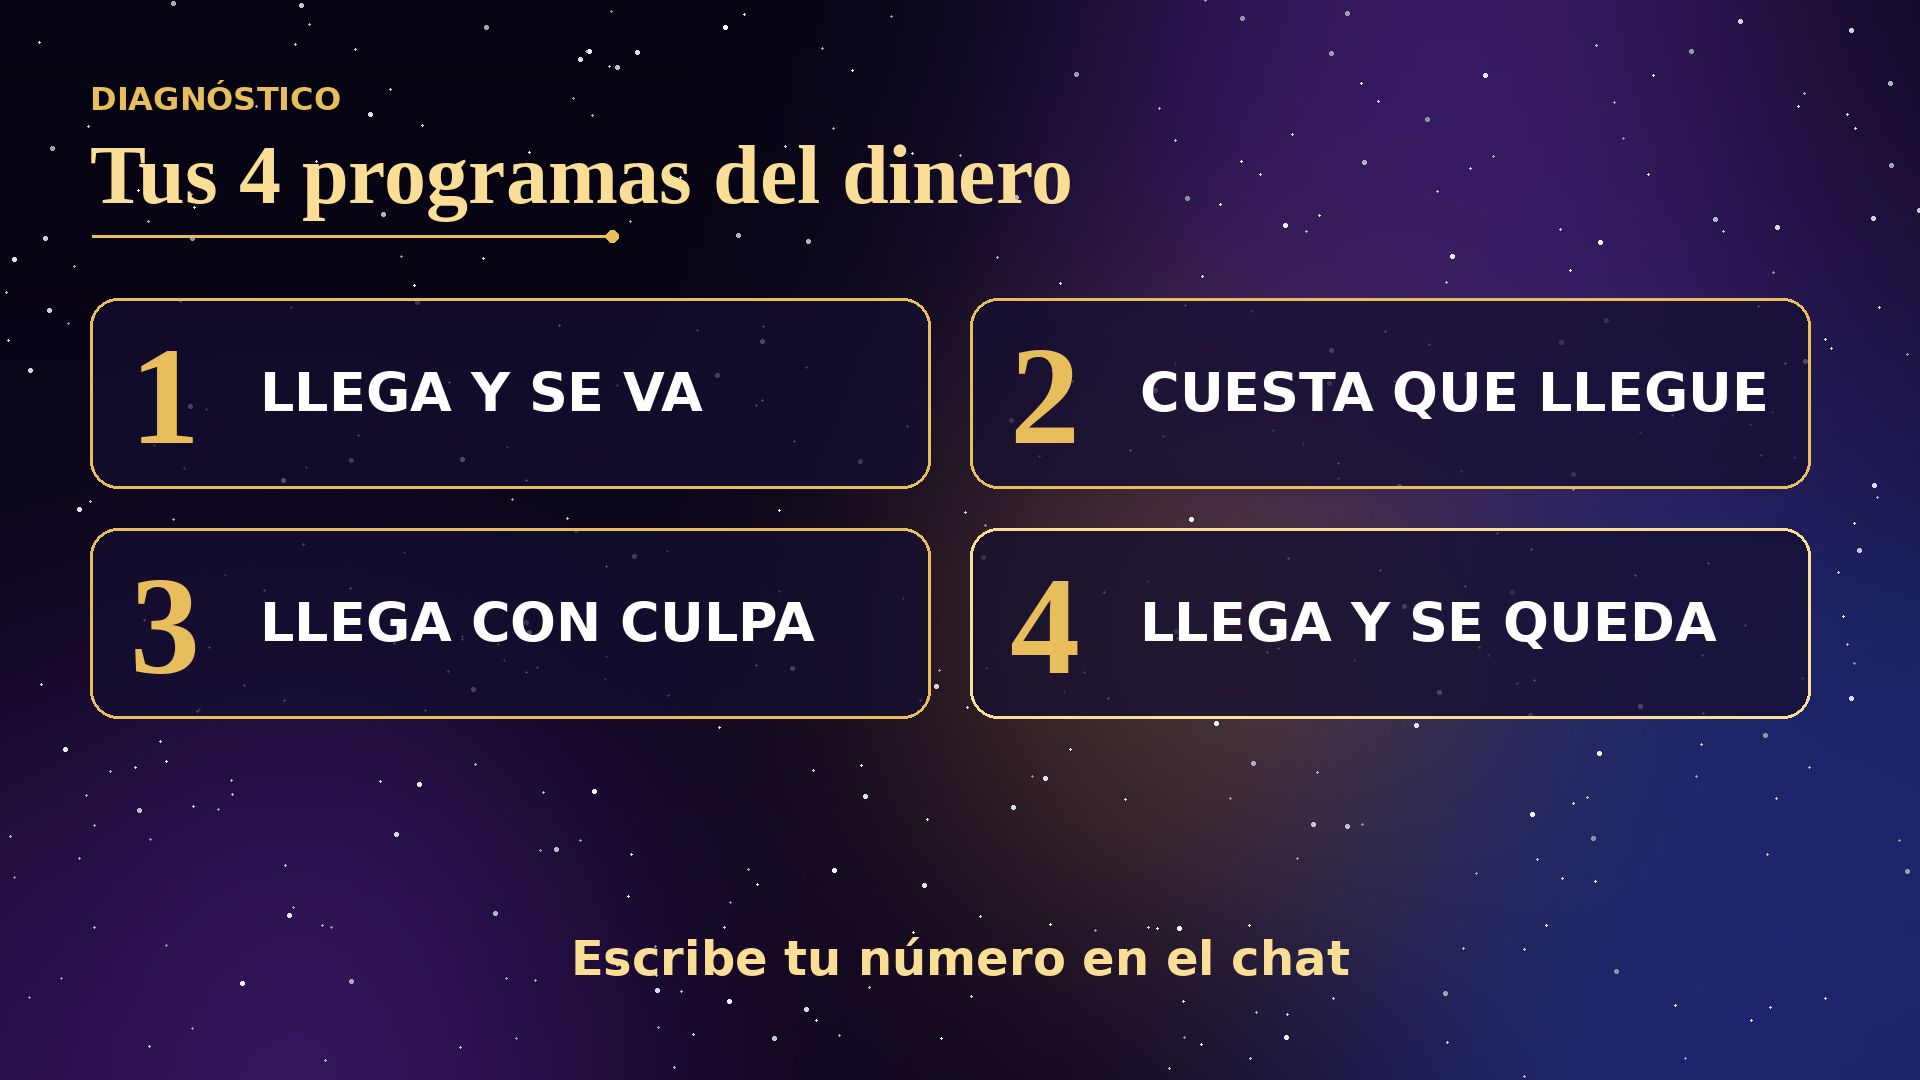 DIAGNÓSTICO
Tus 4 programas del dinero
1 LLEGA Y SE VA
2 CUESTA QUE LLEGUE
3 LLEGA CON CULPA
4 LLEGA Y SE QUEDA
Escribe tu número en el chat